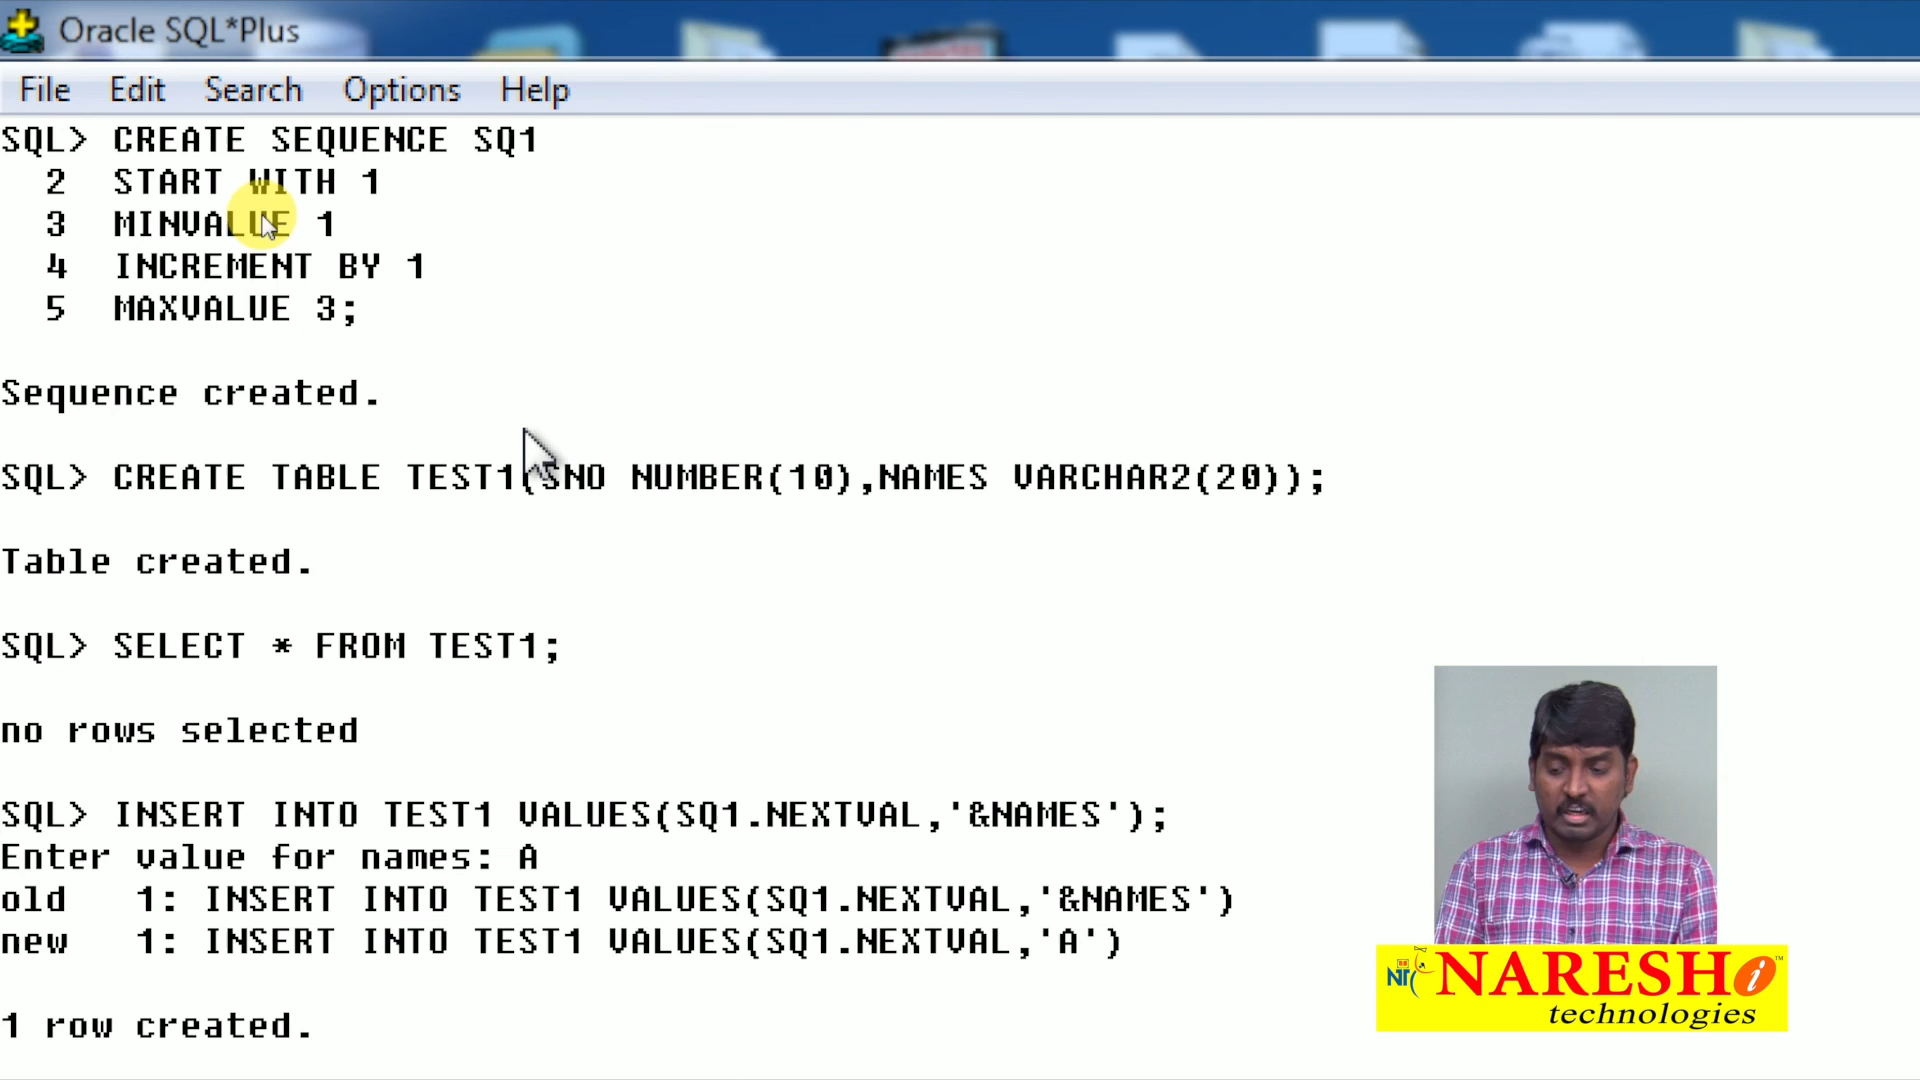 Oracle SQL*Plus
File Edit Search Options Help
SQL> CREATE SEQUENCE SQ1
2 START WITH 1
3 MINVALUE 1
4 INCREMENT BY 1
5 MAXVALUE 3;
Sequence created.
SQL> CREATE TABLE TEST1(SNO NUMBER(10),NAMES VARCHAR2(20));
Table created.
SQL> SELECT * FROM TEST1;
no rows selected
SQL> INSERT INTO TEST1 VALUES(SQ1.NEXTVAL,'&NAMES');
Enter value for names: A
old 1: INSERT INTO TEST1 VALUES(SQ1.NEXTVAL,'&NAMES')
new 1: INSERT INTO TEST1 VALUES(SQ1.NEXTVAL,'A')
1 row created.
NT NARESH i ™
technologies